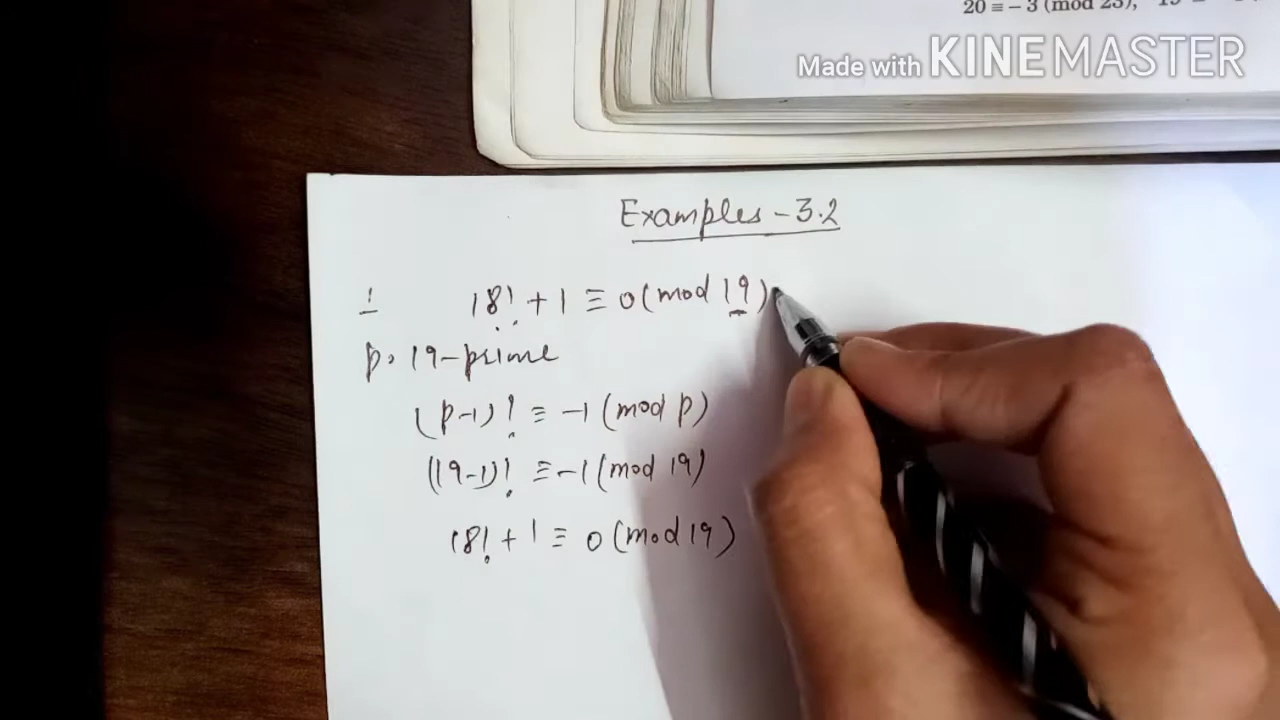 20 ≡ – 3 (mod 23),
Made with KINEMASTER
Examples - 3.2
1 18! + 1 ≡ 0 (mod 19)
p = 19 - prime
(p-1)! ≡ -1 (mod p)
(19-1)! ≡ -1 (mod 19)
18! + 1 ≡ 0 (mod 19)